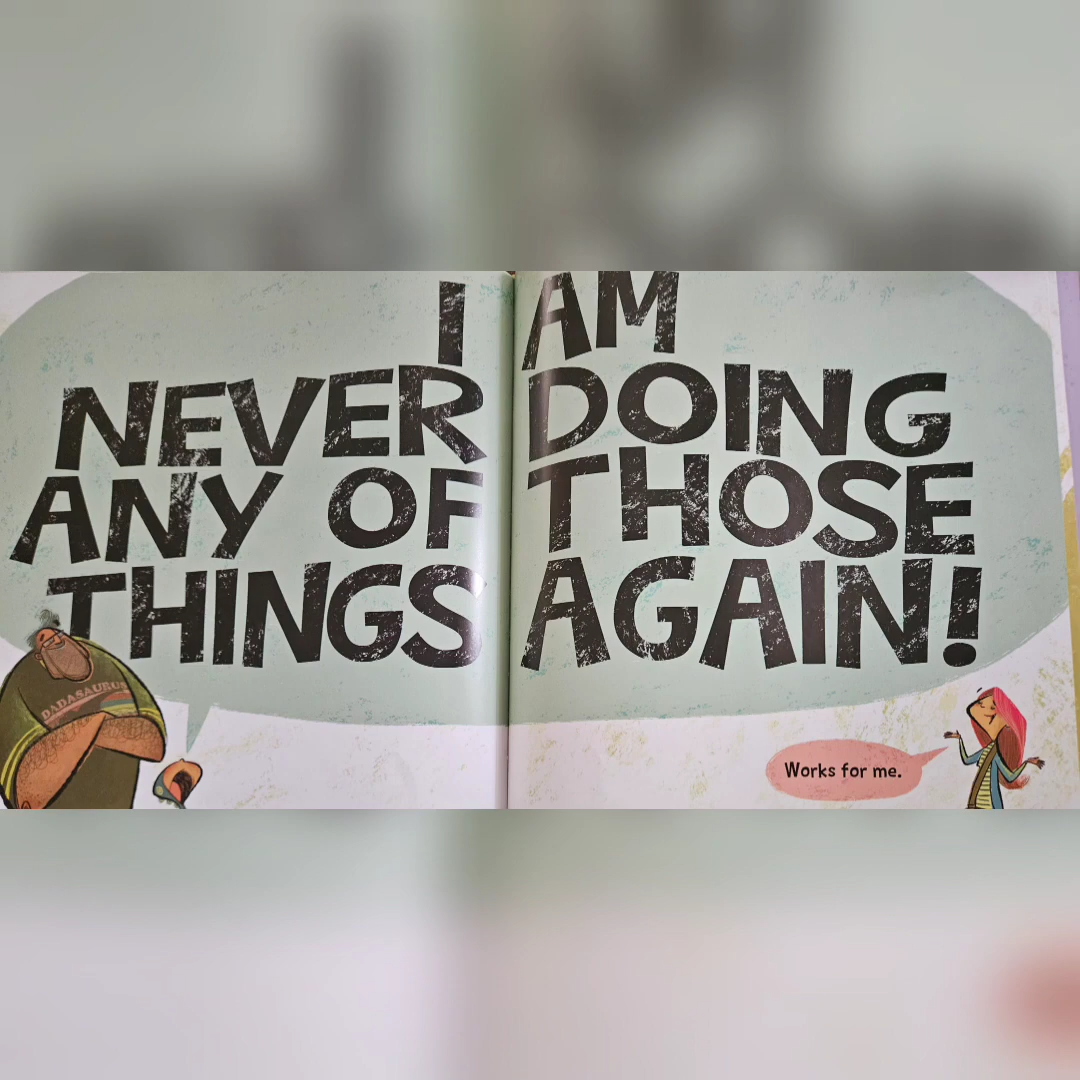 I AM
NEVER DOING
ANY OF THOSE
THINGS AGAIN!
DADASAURUS
Works for me.